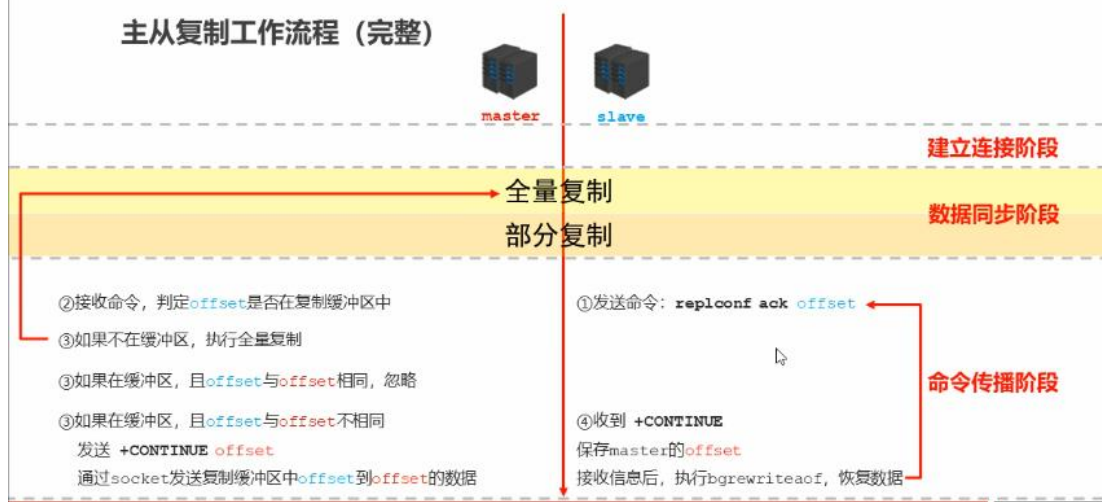 主从复制工作流程（完整）
master
slave
建立连接阶段
全量复制
数据同步阶段
部分复制
②接收命令，判定offset是否在复制缓冲区中
①发送命令：replconf ack offset
③如果不在缓冲区，执行全量复制
③如果在缓冲区，且offset与offset相同，忽略
命令传播阶段
③如果在缓冲区，且offset与offset不相同
发送 +CONTINUE offset
通过socket发送复制缓冲区中offset到offset的数据
④收到 +CONTINUE
保存master的offset
接收信息后，执行bgrewriteaof，恢复数据